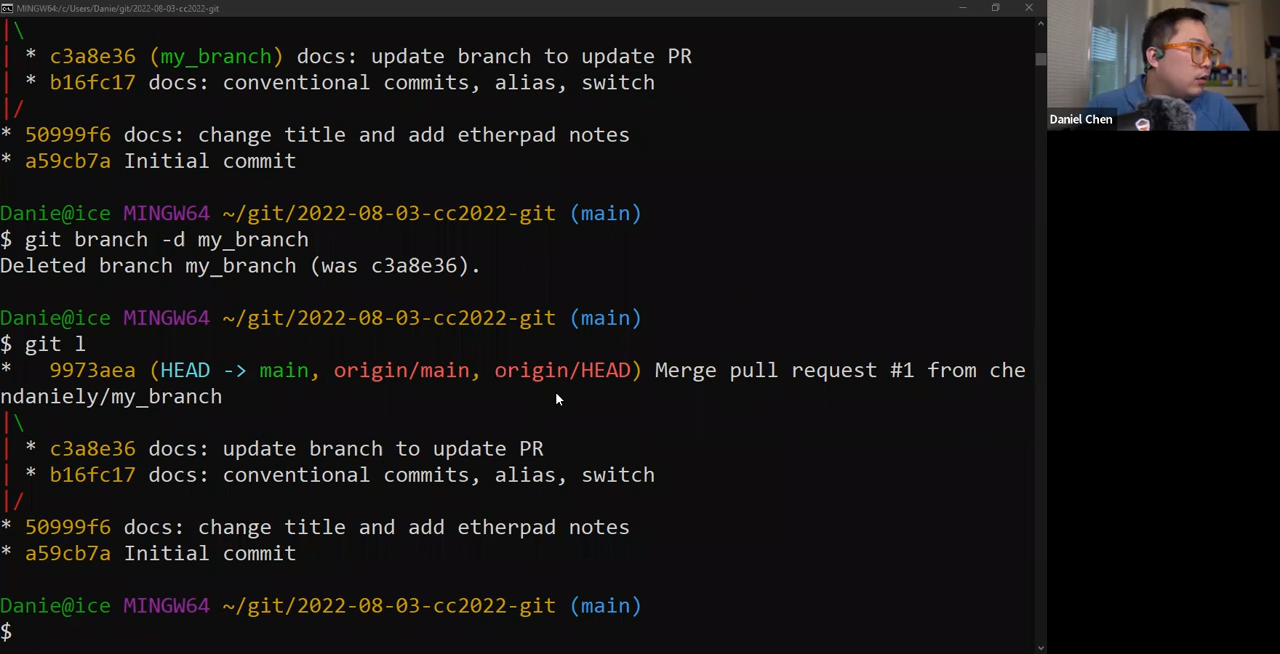 MINGW64:/c/Users/Danie/git/2022-08-03-cc2022-git
|\
| * c3a8e36 (my_branch) docs: update branch to update PR
| * b16fc17 docs: conventional commits, alias, switch
|/
* 50999f6 docs: change title and add etherpad notes
* a59cb7a Initial commit
Danie@ice MINGW64 ~/git/2022-08-03-cc2022-git (main)
$ git branch -d my_branch
Deleted branch my_branch (was c3a8e36).
Danie@ice MINGW64 ~/git/2022-08-03-cc2022-git (main)
$ git l
*   9973aea (HEAD -> main, origin/main, origin/HEAD) Merge pull request #1 from che
ndaniely/my_branch
|\
| * c3a8e36 docs: update branch to update PR
| * b16fc17 docs: conventional commits, alias, switch
|/
* 50999f6 docs: change title and add etherpad notes
* a59cb7a Initial commit
Danie@ice MINGW64 ~/git/2022-08-03-cc2022-git (main)
$
Daniel Chen